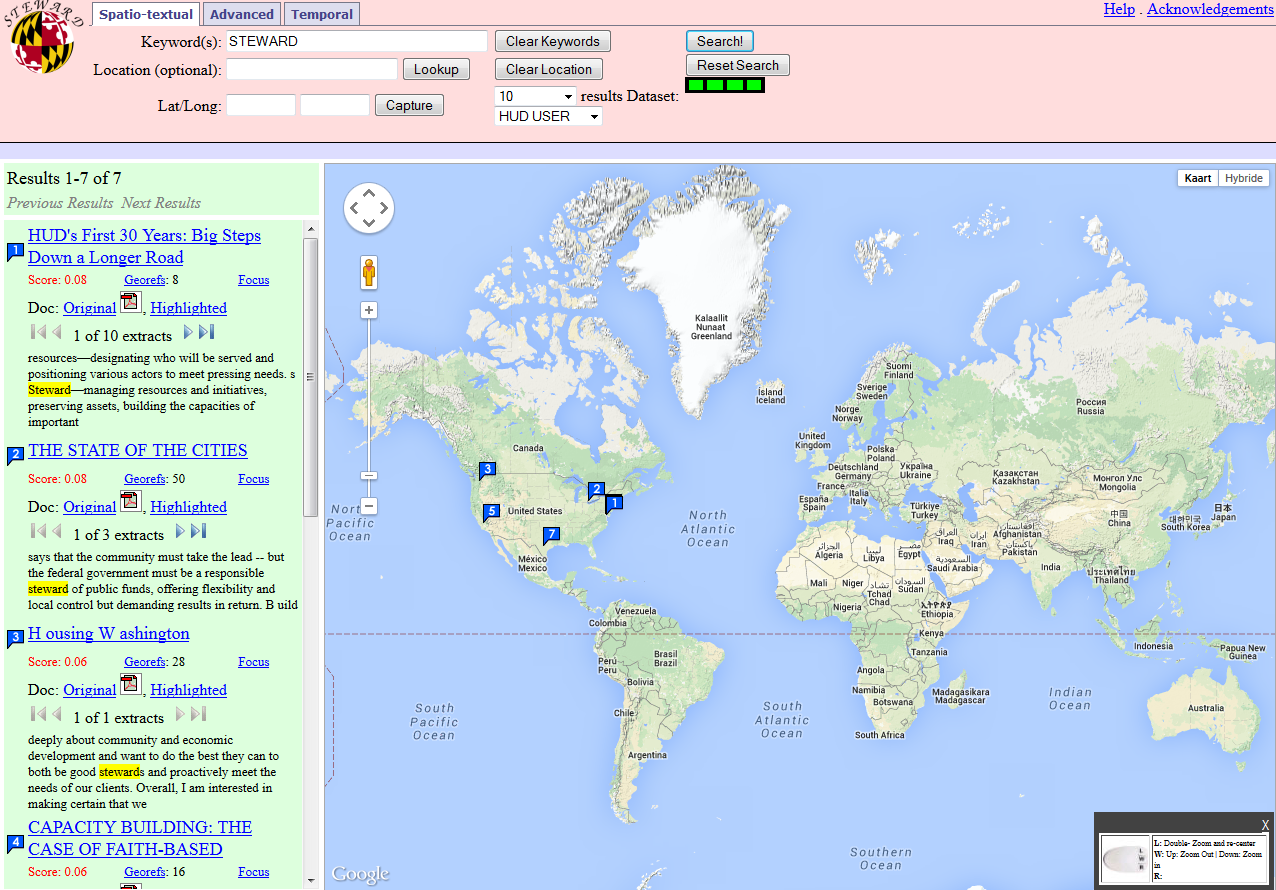 STEWARD
Spatio-textual
Advanced
Temporal
Help . Acknowledgements
Keyword(s): STEWARD
Clear Keywords
Search!
Location (optional):
Lookup
Clear Location
Reset Search
Lat/Long:
Capture
10
results Dataset:
HUD USER
Results 1-7 of 7
Previous Results Next Results
1
HUD's First 30 Years: Big Steps
Down a Longer Road
Score: 0.08 Georefs: 8 Focus
Doc: Original , Highlighted
1 of 10 extracts
resources—designating who will be served and
positioning various actors to meet pressing needs. s
Steward—managing resources and initiatives,
preserving assets, building the capacities of
important
2
THE STATE OF THE CITIES
Score: 0.08 Georefs: 50 Focus
Doc: Original , Highlighted
1 of 3 extracts
says that the community must take the lead -- but
the federal government must be a responsible
steward of public funds, offering flexibility and
local control but demanding results in return. B uild
3
H ousing W ashington
Score: 0.06 Georefs: 28 Focus
Doc: Original , Highlighted
1 of 1 extracts
deeply about community and economic
development and want to do the best they can to
both be good stewards and proactively meet the
needs of our clients. Overall, I am interested in
making certain that we
4
CAPACITY BUILDING: THE
CASE OF FAITH-BASED
Score: 0.06 Georefs: 16 Focus
Kaart
Hybride
Kalaallit
Nunaat
Greenland
Ísland
Iceland
Suomi
Finland
Sverige
Sweden
Norge
Norway
Россия
Russia
United
Kingdom
Polska
Poland
Deutschland
Germany
Україна
Ukraine
France
Italia
Italy
España
Spain
Türkiye
Turkey
Қазақстан
Kazakhstan
Монгол Улс
Mongolia
中国
China
대한민국
South Korea
日本
Japan
Canada
3
2
1
United States
5
7
North
Pacific
Ocean
North
Atlantic
Ocean
México
Mexico
الجزائر
Algeria
ليبيا
Libya
مصر
Egypt
العراق
Iraq
ایران
Iran
افغانستان
Afghanistan
پاکستان
Pakistan
السعودية
Saudi Arabia
India
ประเทศไทย
Thailand
Mali
Niger
تشاد
Tchad
Chad
السودان
Sudan
Nigeria
ኢትዮጵያ
Ethiopia
Kenya
Tanzania
Venezuela
Colombia
Perú
Peru
Brasil
Brazil
Bolivia
Chile
Argentina
Angola
Namibia
Botswana
Madagasikara
Madagascar
South Africa
Indonesia
Papua New
Guinea
Australia
South
Pacific
Ocean
South
Atlantic
Ocean
Indian
Ocean
Southern
Ocean
Google
X
L
W
R
L: Double- Zoom and re-center
W: Up: Zoom Out | Down: Zoom
in
R: